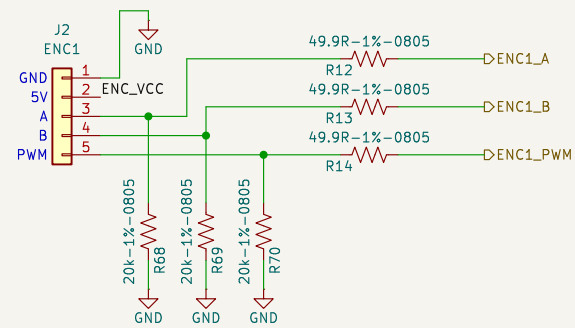 J2
ENC1
GND
5V
A
B
PWM
1
2
3
4
5
GND
ENC_VCC
49.9R-1%-0805
R12
ENC1_A
49.9R-1%-0805
R13
ENC1_B
49.9R-1%-0805
R14
ENC1_PWM
20k-1%-0805
R68
20k-1%-0805
R69
20k-1%-0805
R70
GND
GND
GND